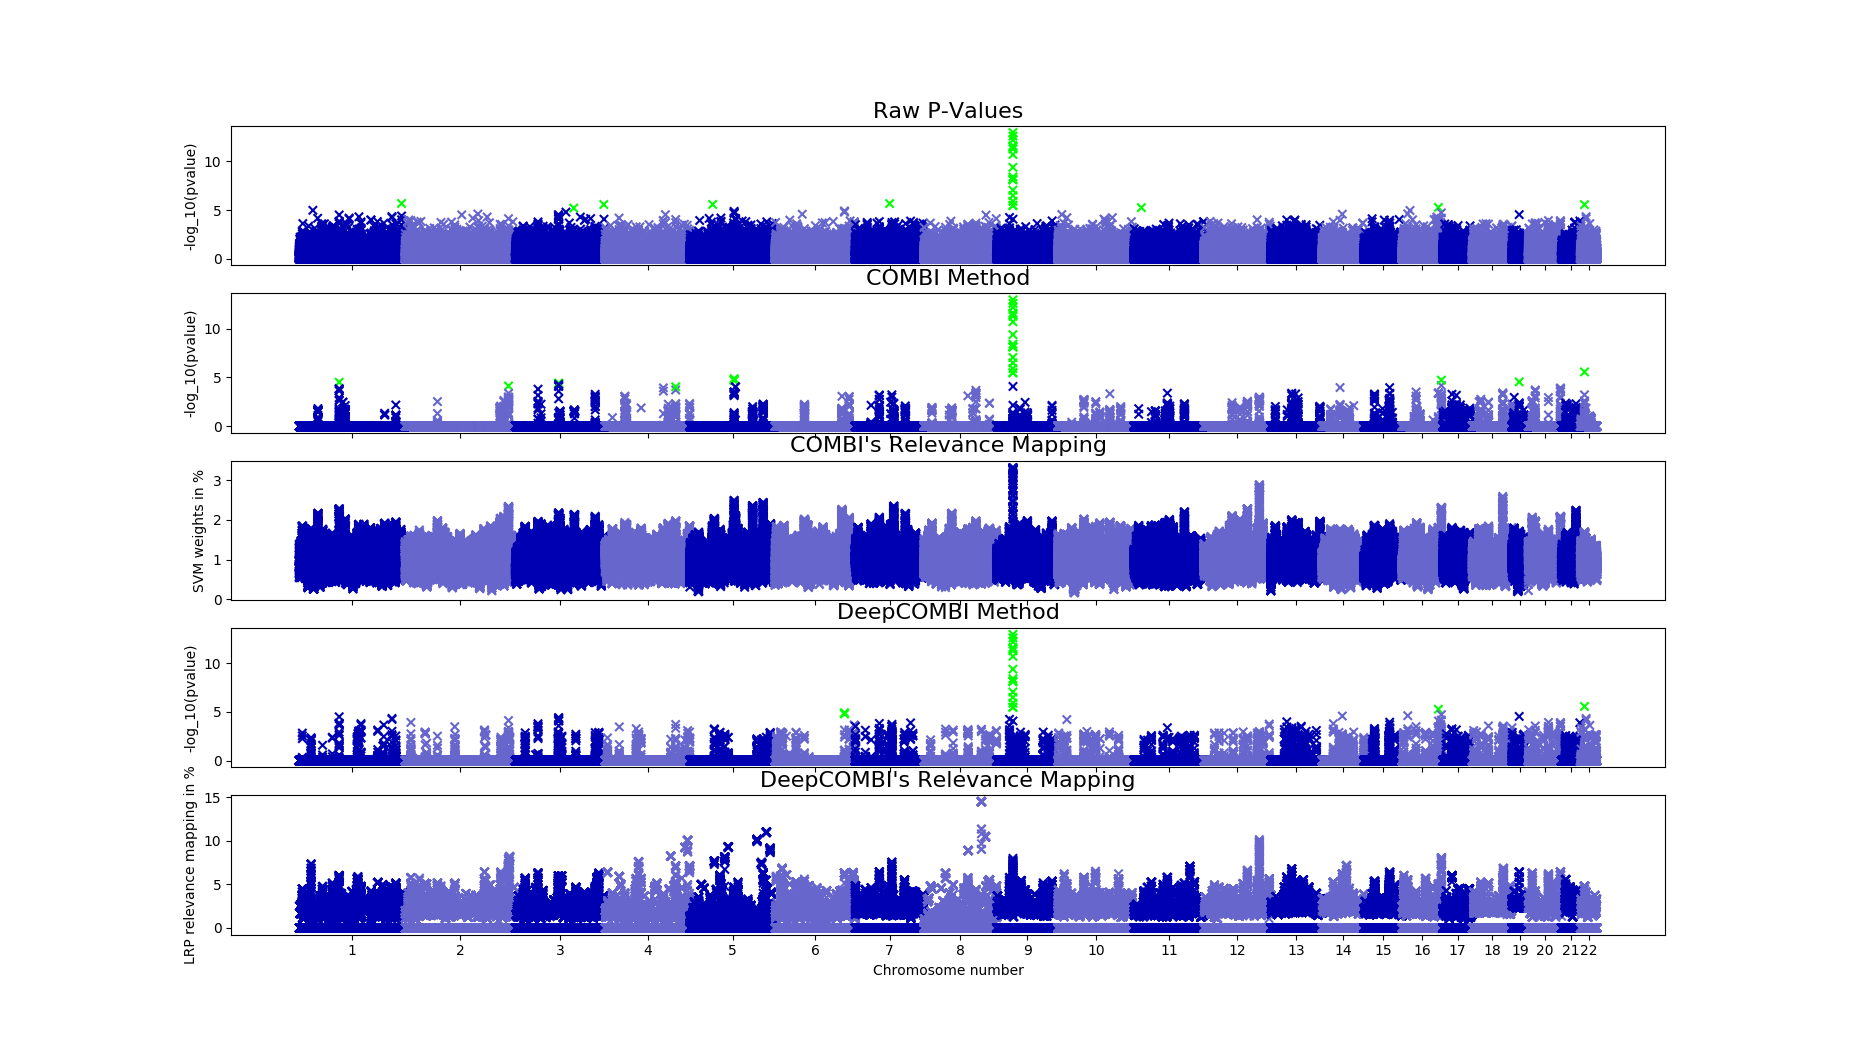 Raw P-Values
-log_10(pvalue)
10
5
0
COMBI Method
-log_10(pvalue)
10
5
0
COMBI's Relevance Mapping
SVM weights in %
3
2
1
0
DeepCOMBI Method
-log_10(pvalue)
10
5
0
DeepCOMBI's Relevance Mapping
LRP relevance mapping in %
15
10
5
0
1 2 3 4 5 6 7 8 9 10 11 12 13 14 15 16 17 18 19 20 21 22
Chromosome number